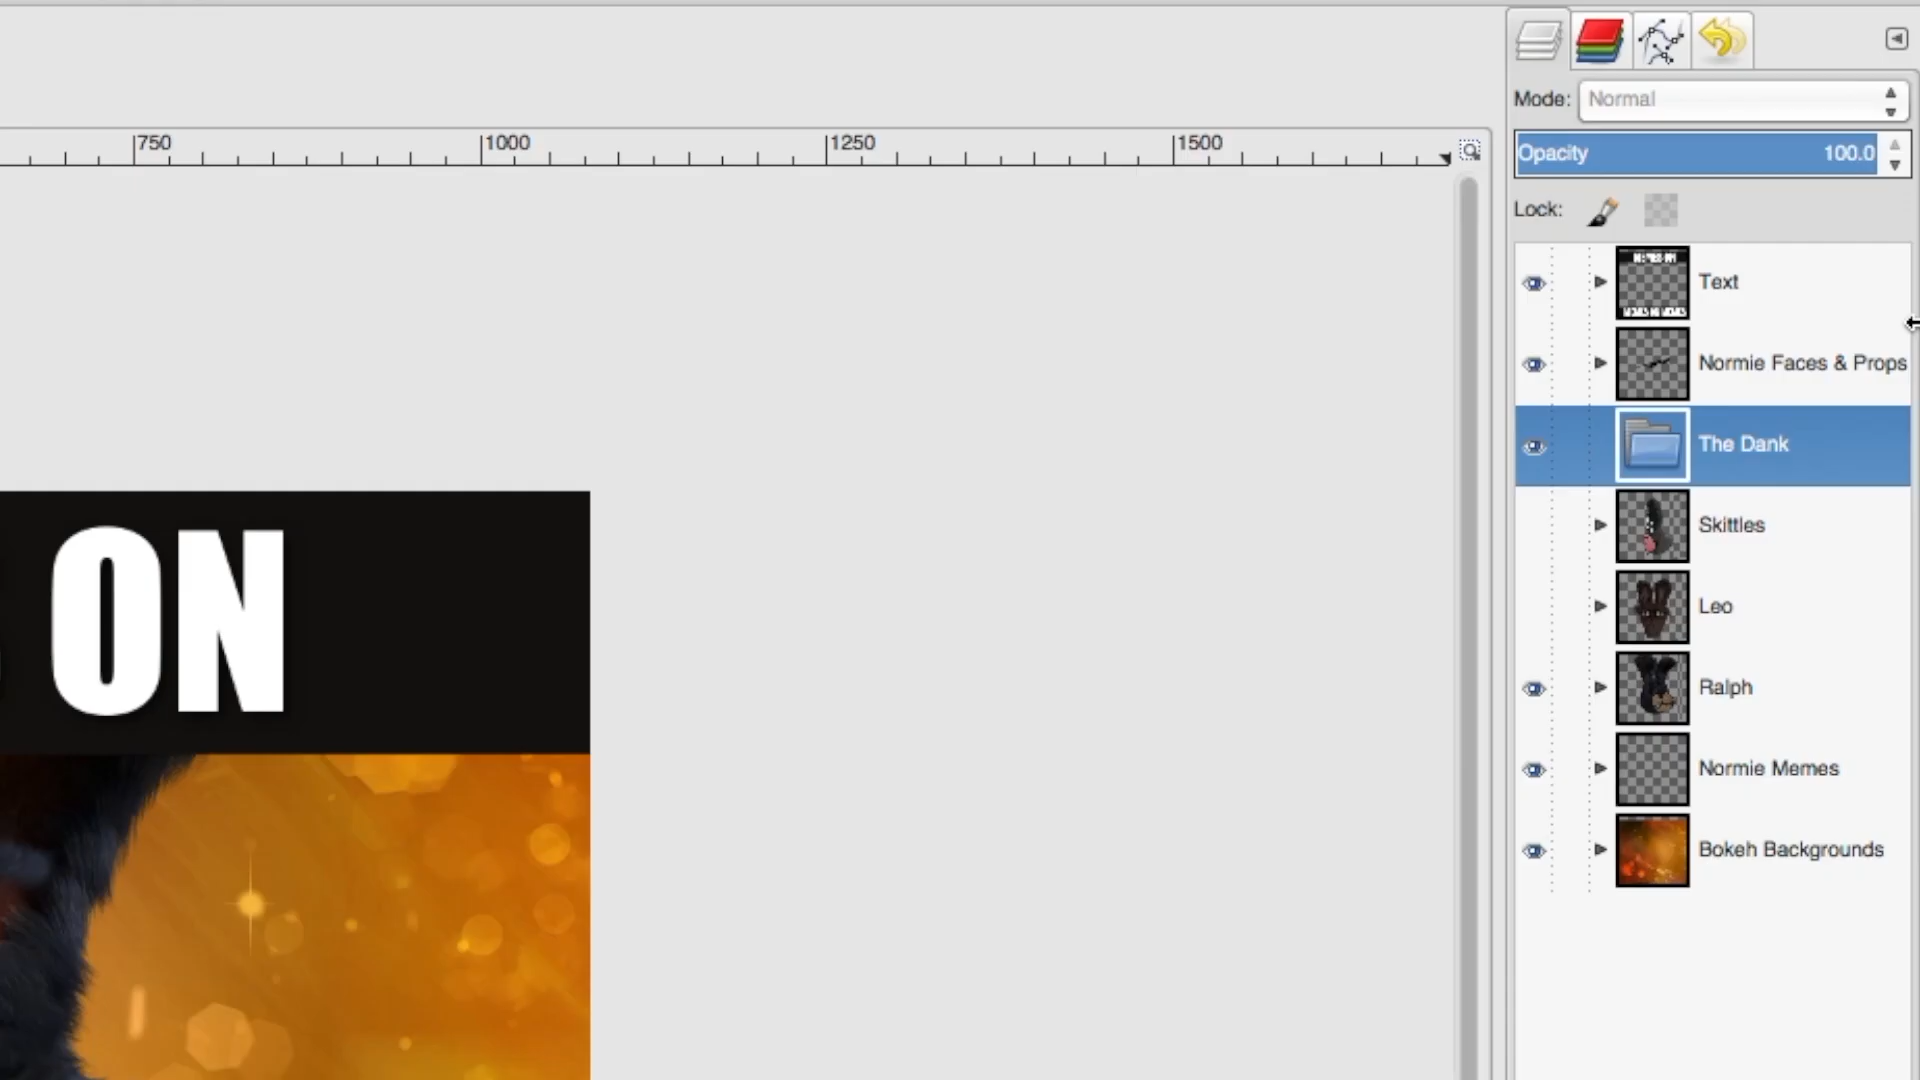 Mode: Normal
750 1000 1250 1500
Opacity 100.0
Lock:
Text
Normie Faces & Props
The Dank
ON
Skittles
Leo
Ralph
Normie Memes
Bokeh Backgrounds